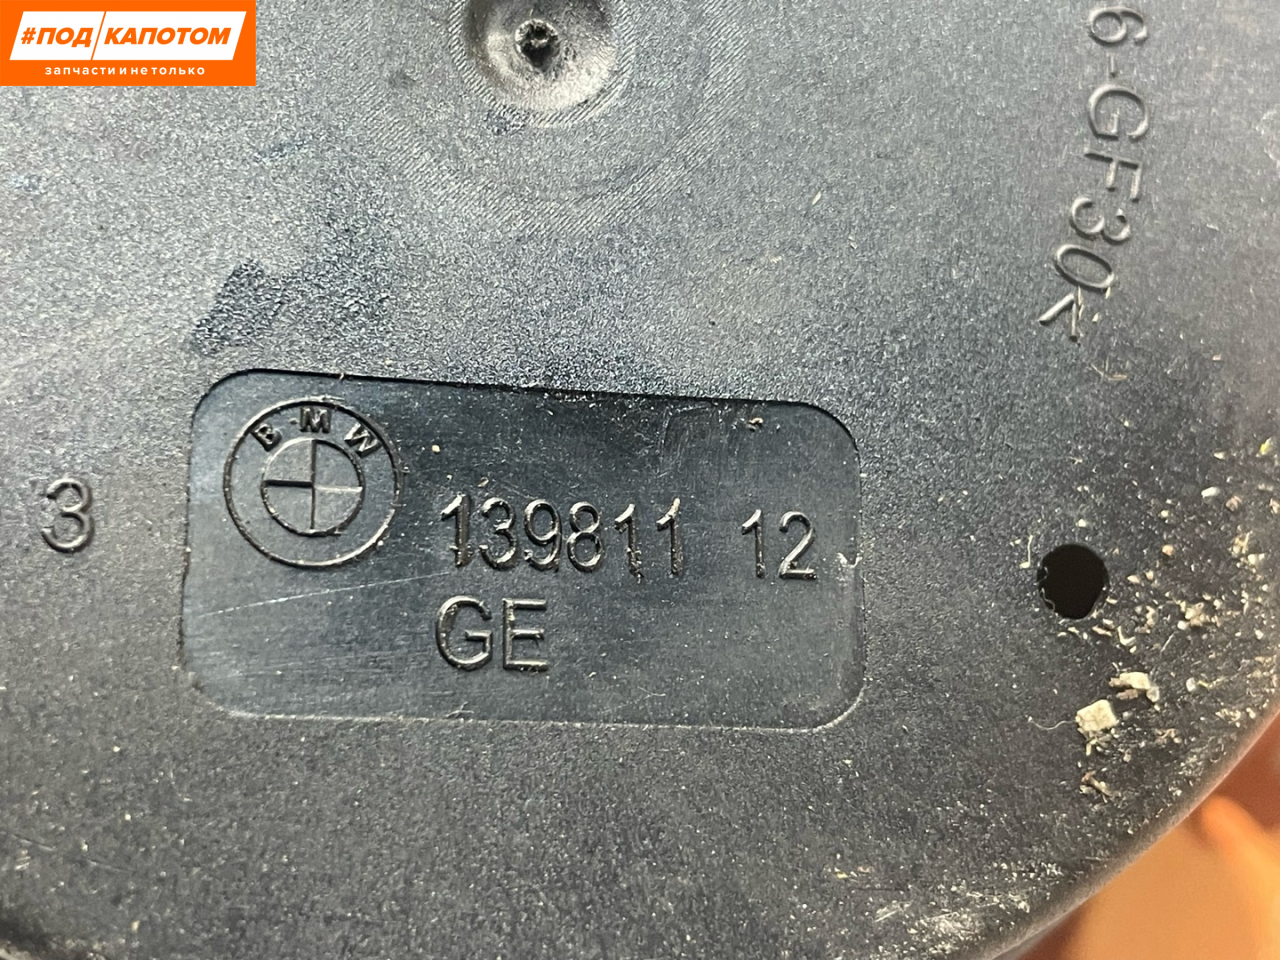 #ПОД КАПОТОМ
запчасти и не только
6-GF30<
BMW
3
139811 12
GE